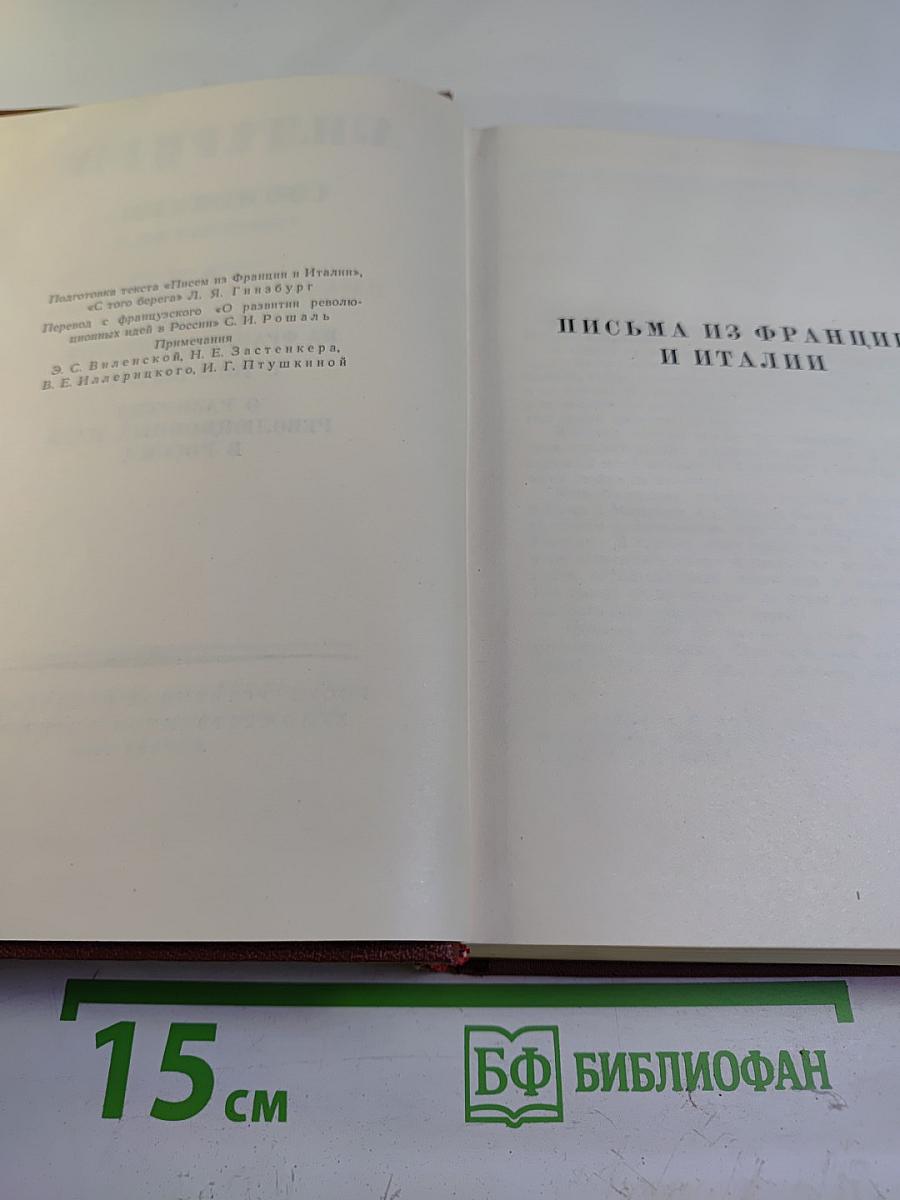 Подготовка текста «Писем из Франции и Италии»,
«С того берега» Л. Я. Гинзбург
Перевод с французского «О развитии револю-
ционных идей в России» С. И. Рошаль
Примечания
Э. С. Виленской, Н. Е. Застенкера,
В. Е. Иллерицкого, И. Г. Птушкиной
ПИСЬМА ИЗ ФРАНЦИИ
И ИТАЛИИ
15 см
БФ БИБЛИОФАН